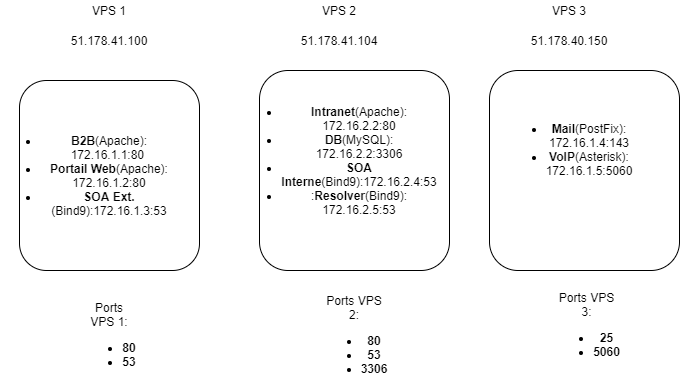 VPS 1
51.178.41.100
B2B(Apache):
172.16.1.1:80
Portail Web(Apache):
172.16.1.2:80
SOA Ext.
(Bind9):172.16.1.3:53
Ports
VPS 1:
80
53
VPS 2
51.178.41.104
Intranet(Apache):
172.16.2.2:80
DB(MySQL):
172.16.2.2:3306
SOA
Interne(Bind9):172.16.2.4:53
:Resolver(Bind9):
172.16.2.5:53
Ports VPS
2:
80
53
3306
VPS 3
51.178.40.150
Mail(PostFix):
172.16.1.4:143
VoIP(Asterisk):
172.16.1.5:5060
Ports VPS
3:
25
5060